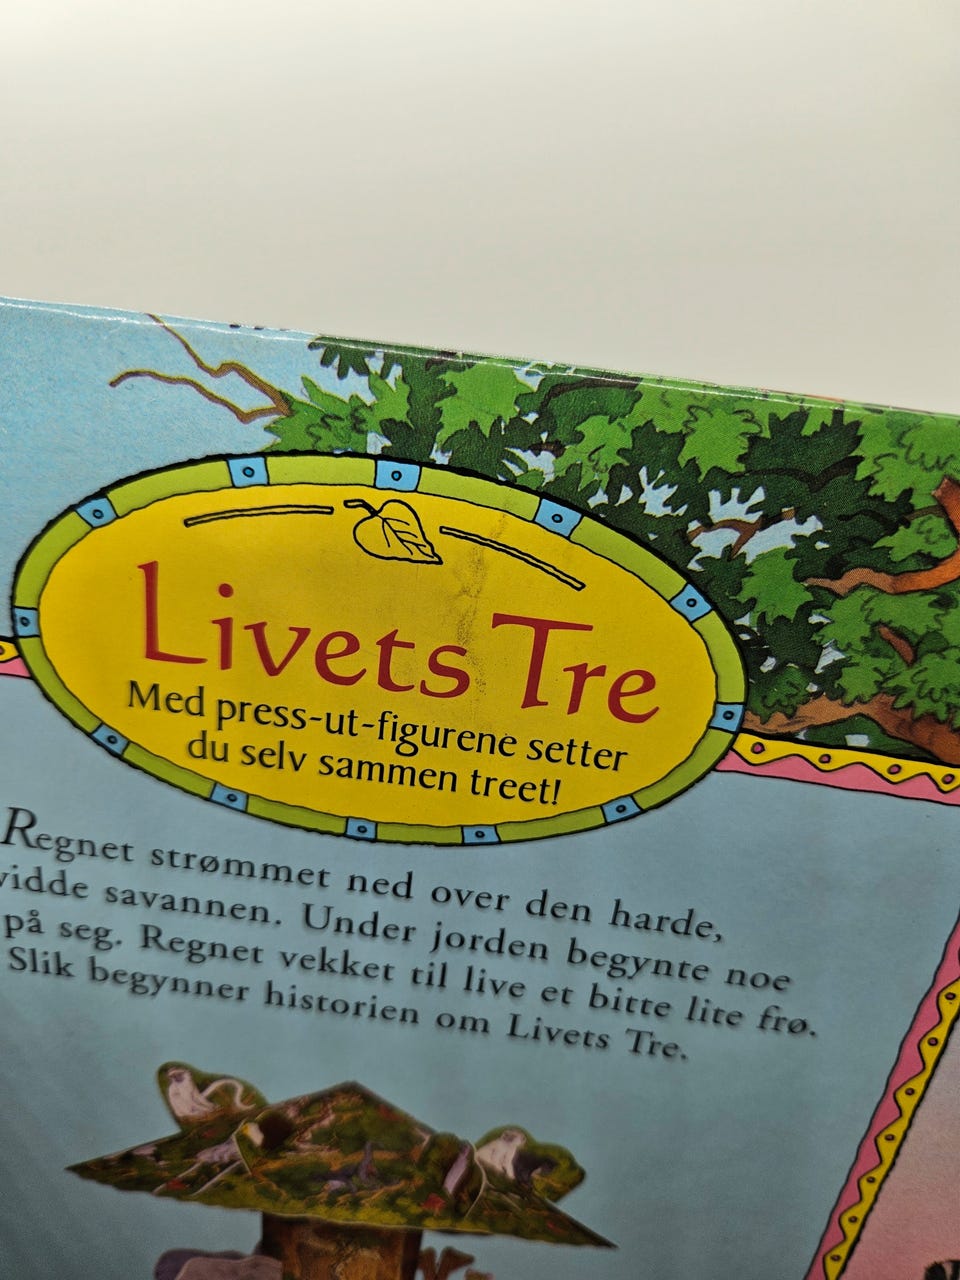 Livets Tre
Med press-ut-figurene setter
du selv sammen treet!
Regnet strømmet ned over den harde,
vidde savannen. Under jorden begynte noe
på seg. Regnet vekket til live et bitte lite frø.
Slik begynner historien om Livets Tre.